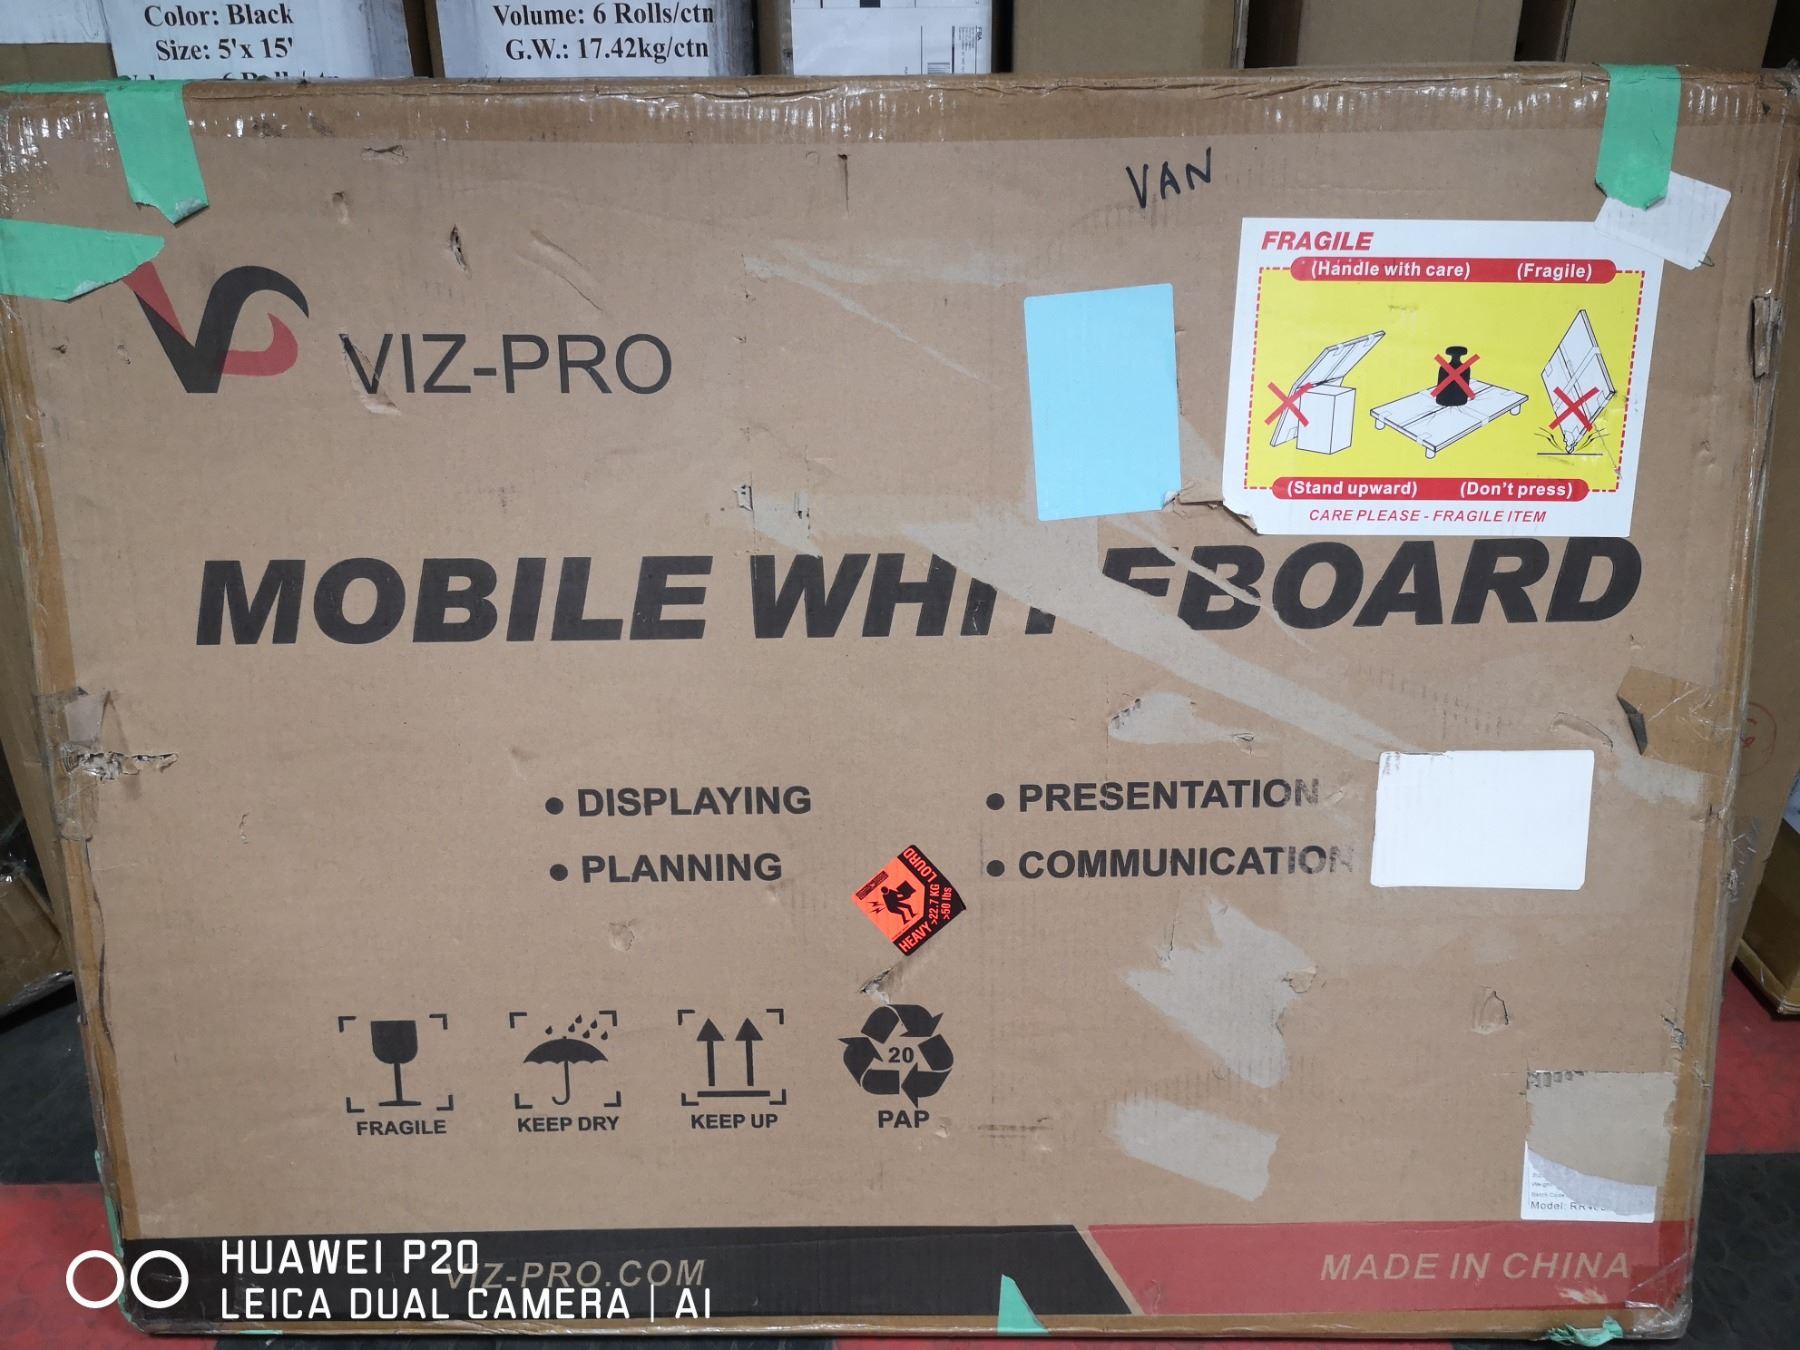 Color: Black
Size: 5'x 15'
Volume: 6 Rolls/ctn
G.W.: 17.42kg/ctn
VAN
FRAGILE
(Handle with care) (Fragile)
(Stand upward) (Don't press)
CARE PLEASE - FRAGILE ITEM
VIZ-PRO
MOBILE WHITEBOARD
• DISPLAYING
• PRESENTATION
• PLANNING
• COMMUNICATION
HEAVY LOURD
>22.7 KG
>50 lbs
20
FRAGILE
KEEP DRY
KEEP UP
PAP
Model:
VIZ-PRO.COM
MADE IN CHINA
HUAWEI P20
LEICA DUAL CAMERA | AI